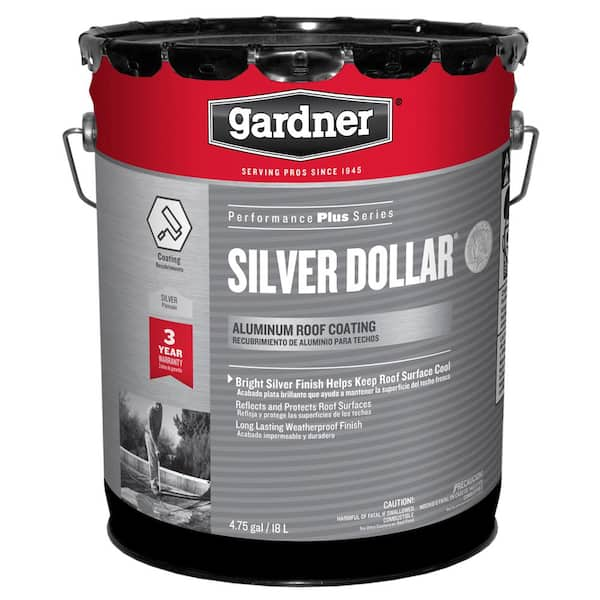 gardner®
SERVING PROS SINCE 1945
Performance Plus Series
Coating
Recubrimiento
SILVER DOLLAR®
SILVER
ALUMINUM ROOF COATING
RECUBRIMIENTO DE ALUMINIO PARA TECHOS
3
YEAR
WARRANTY
Bright Silver Finish Helps Keep Roof Surface Cool
Acabado plata brillante que ayuda a mantener la superficie del techo fresca
Reflects and Protects Roof Surfaces
Refleja y protege las superficies de los techos
Long Lasting Weatherproof Finish
Acabado impermeable y duradero
CAUTION!
HARMFUL OR FATAL IF SWALLOWED.
COMBUSTIBLE.
¡PRECAUCIÓN!
4.75 gal / 18 L